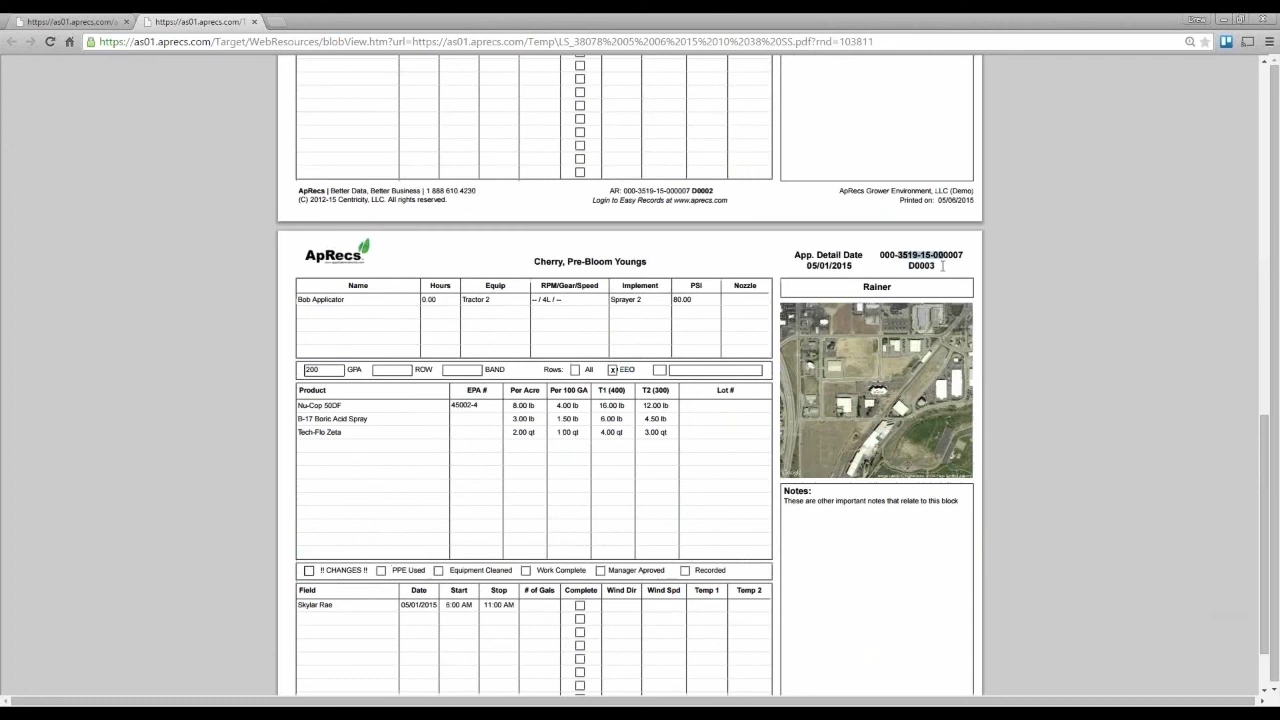 https://as01.aprecs.com/a × https://as01.aprecs.com/T ×
Drew
https://as01.aprecs.com/Target/WebResources/blobView.htm?url=https://as01.aprecs.com/Temp\LS_38078%2005%2006%2015%2010%2038%20SS.pdf?rnd=103811
ApRecs | Better Data, Better Business | 1 888 610.4230
AR: 000-3519-15-000007 D0002
ApRecs Grower Environment, LLC (Demo)
(C) 2012-15 Centricity, LLC. All rights reserved.
Login to Easy Records at www.aprecs.com
Printed on: 05/06/2015
ApRecs
Cherry, Pre-Bloom Youngs
App. Detail Date 000-3519-15-000007
05/01/2015 D0003
Name Hours Equip RPM/Gear/Speed Implement PSI Nozzle
Bob Applicator 0.00 Tractor 2 -- / 4L / -- Sprayer 2 80.00
Rainer
200 GPA ROW BAND Rows: All x EEO
Product EPA # Per Acre Per 100 GA T1 (400) T2 (300) Lot #
Nu-Cop 50DF 45002-4 8.00 lb 4.00 lb 16.00 lb 12.00 lb
B-17 Boric Acid Spray 3.00 lb 1.50 lb 6.00 lb 4.50 lb
Tech-Flo Zeta 2.00 qt 1.00 qt 4.00 qt 3.00 qt
Google
Notes:
These are other important notes that relate to this block
!! CHANGES !! PPE Used Equipment Cleaned Work Complete Manager Aproved Recorded
Field Date Start Stop # of Gals Complete Wind Dir Wind Spd Temp 1 Temp 2
Skylar Rae 05/01/2015 6:00 AM 11:00 AM